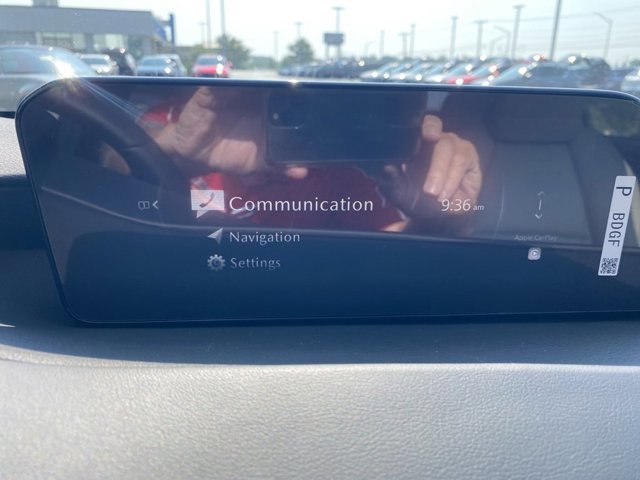 Communication
9:36 am
Navigation
Apple CarPlay
Settings
P BDGF